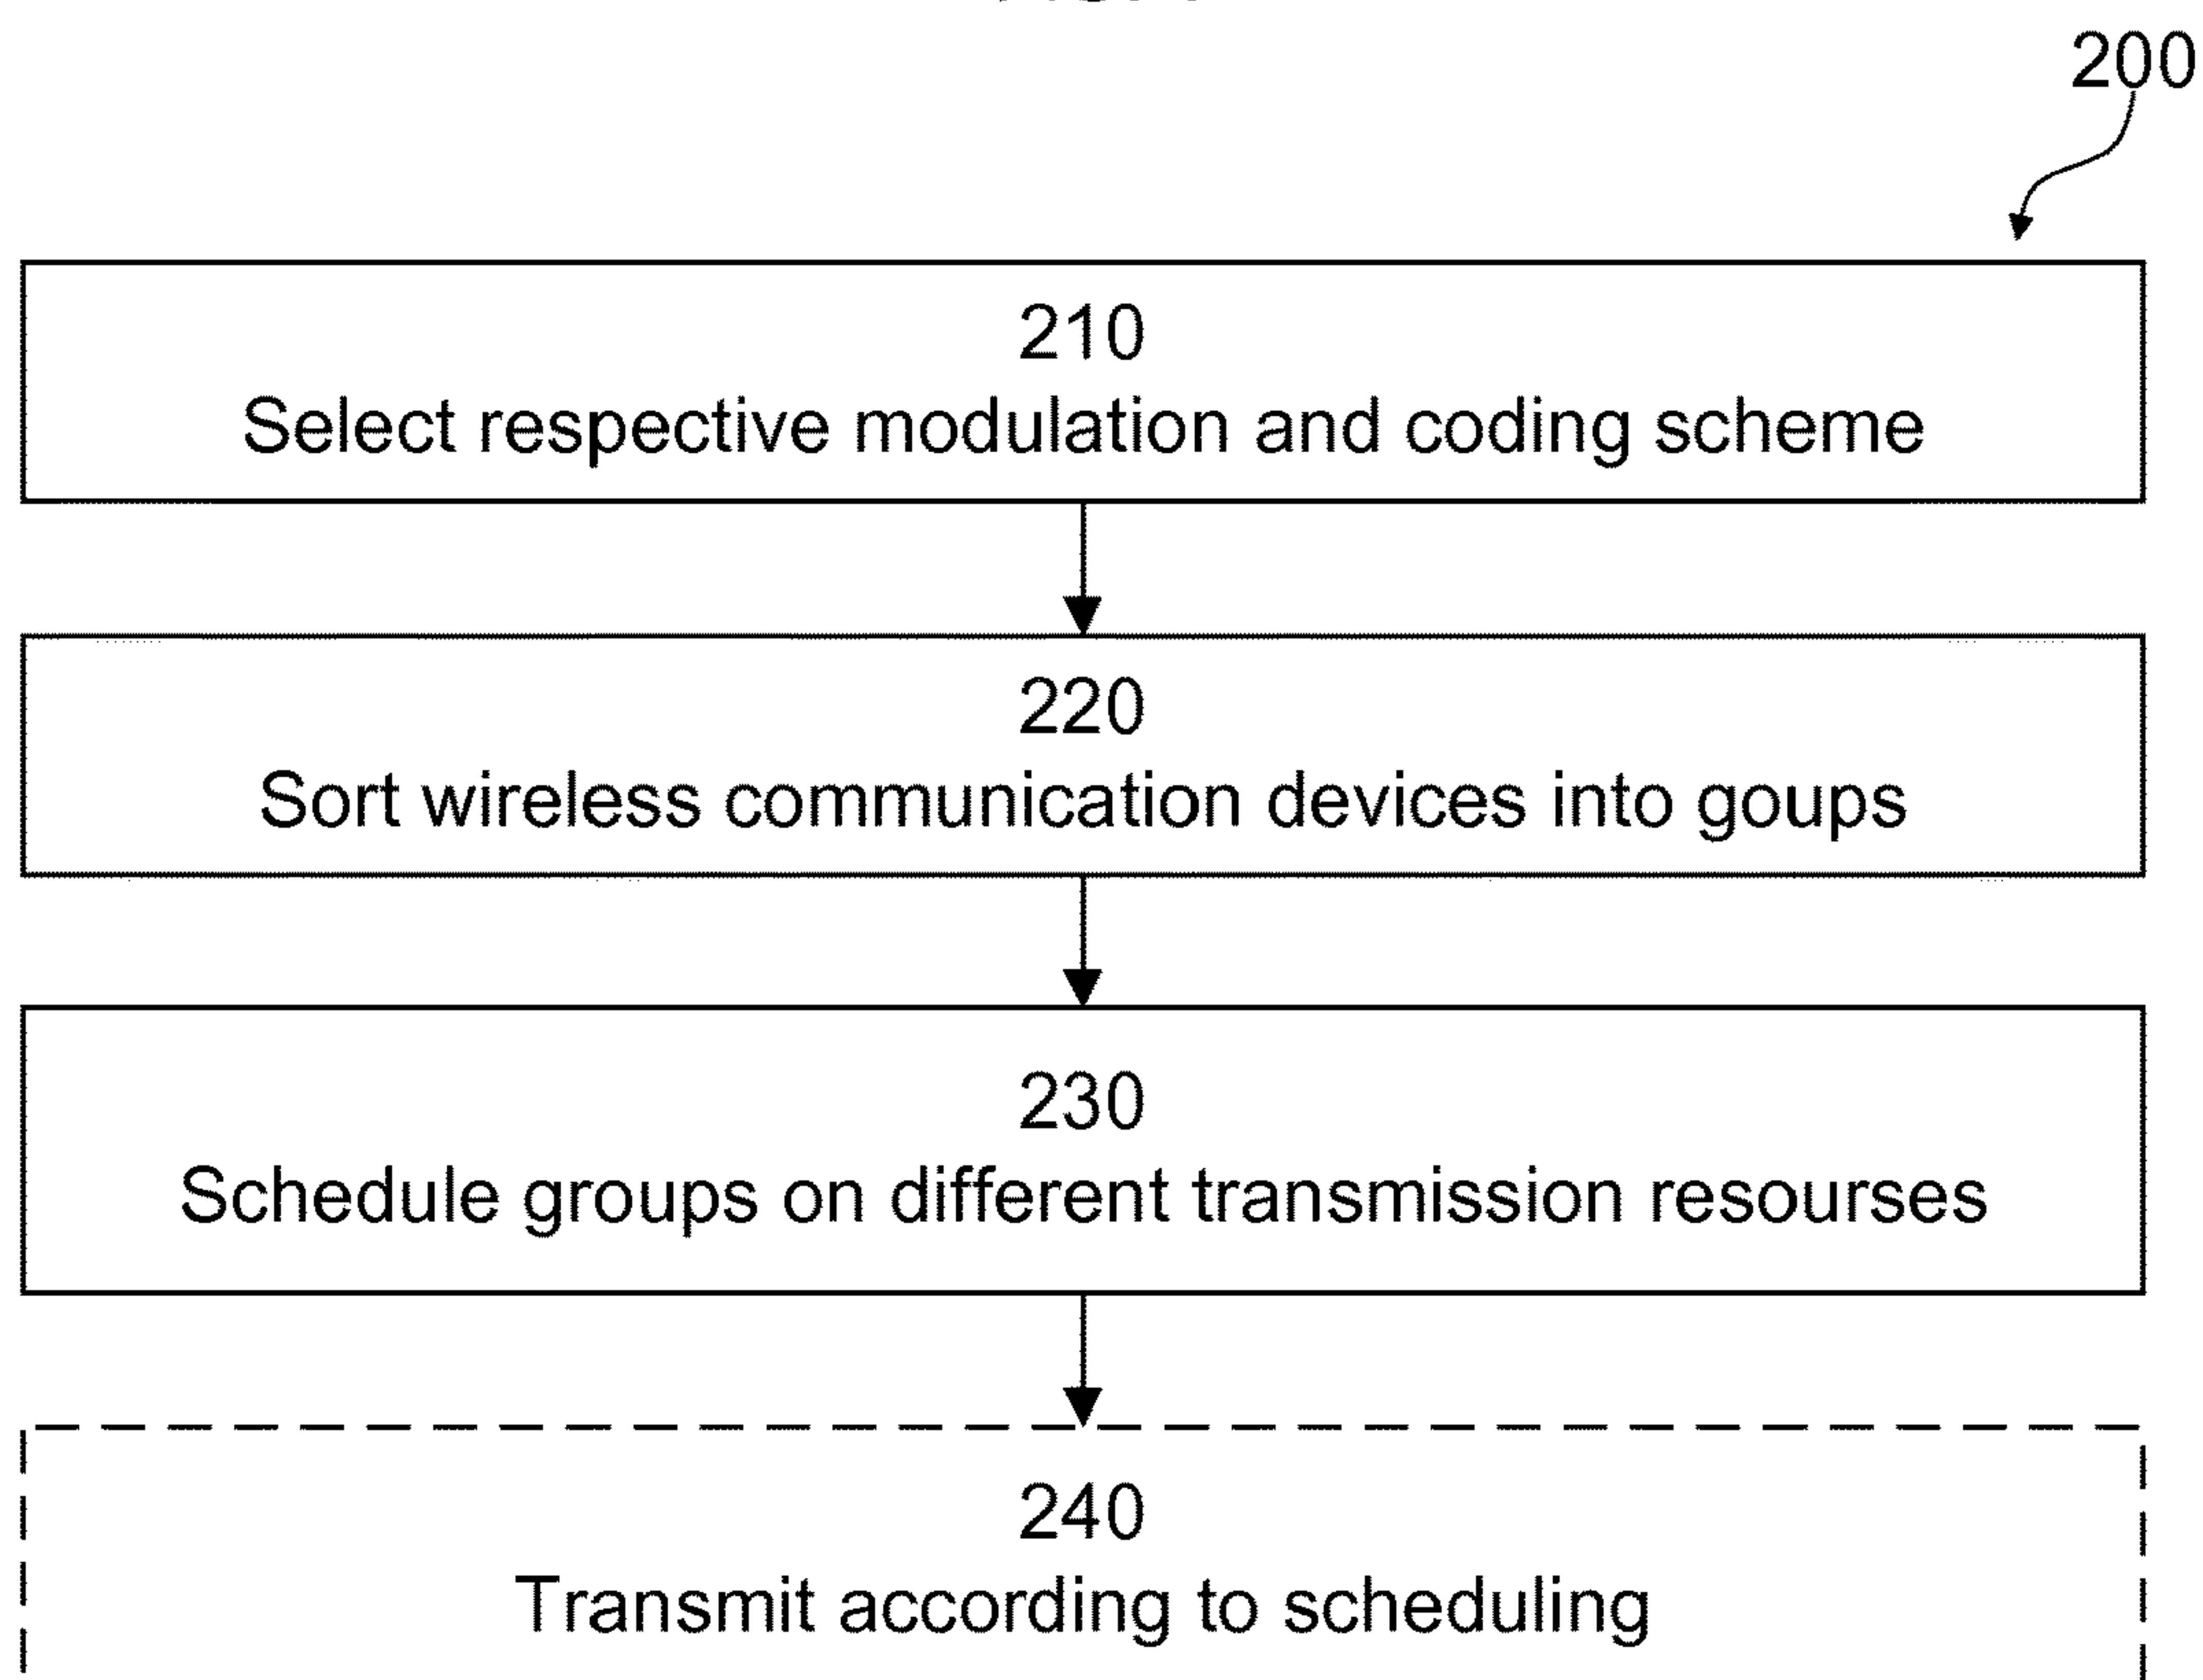 200
210
Select respective modulation and coding scheme
220
Sort wireless communication devices into goups
230
Schedule groups on different transmission resourses
240
Transmit according to scheduling